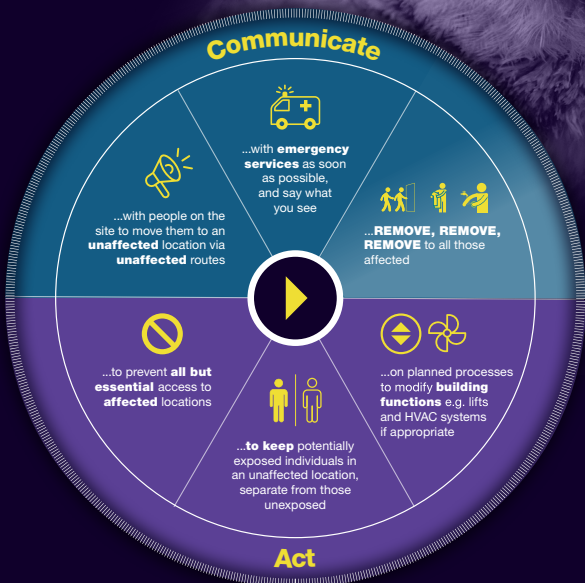 Communicate
...with emergency
services as soon
as possible,
and say what
you see
...with people on the
site to move them to an
unaffected location via
unaffected routes
...REMOVE, REMOVE,
REMOVE to all those
affected
...to prevent all but
essential access to
affected locations
...on planned processes
to modify building
functions e.g. lifts
and HVAC systems
if appropriate
...to keep potentially
exposed individuals in
an unaffected location,
separate from those
unexposed
Act